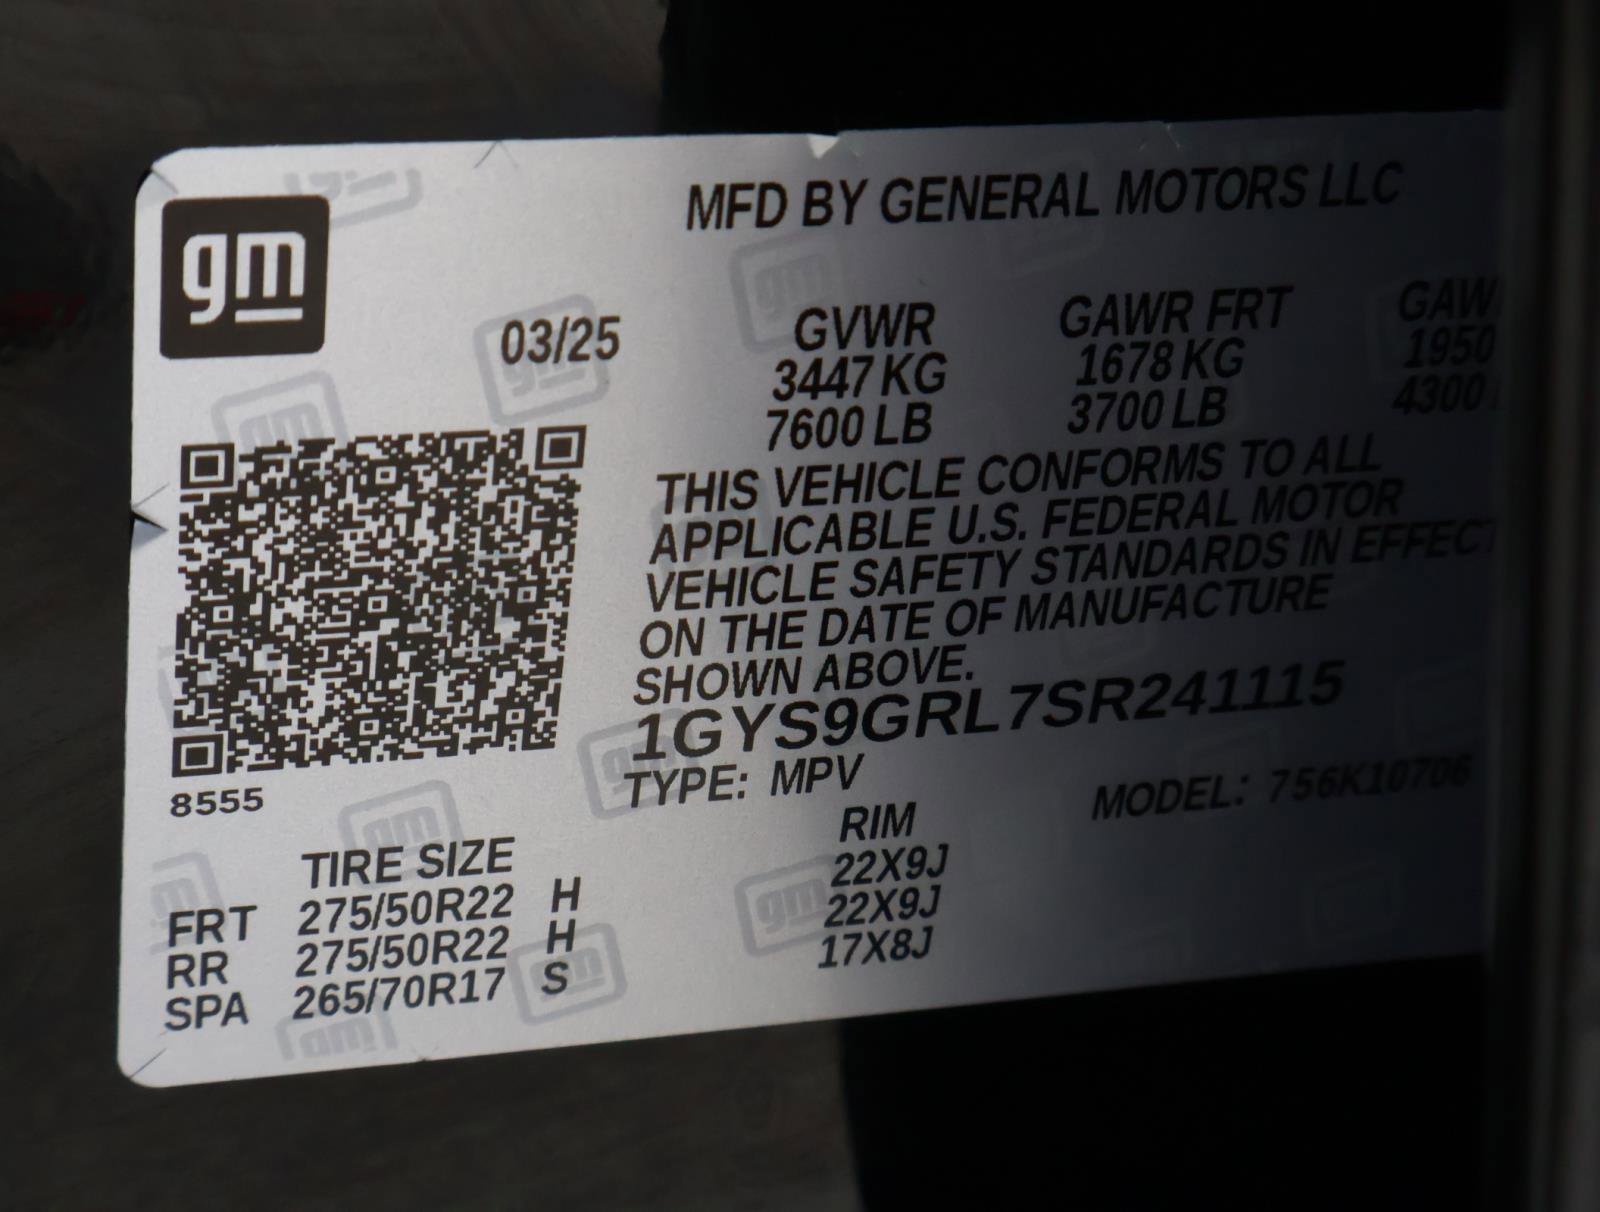 gm
MFD BY GENERAL MOTORS LLC
03/25
GVWR GAWR FRT
3447 KG 1678 KG 1950
7600 LB 3700 LB 4300
THIS VEHICLE CONFORMS TO ALL
APPLICABLE U.S. FEDERAL MOTOR
VEHICLE SAFETY STANDARDS IN EFFECT
ON THE DATE OF MANUFACTURE
SHOWN ABOVE.
1GYS9GRL7SR241115
TYPE: MPV MODEL: 756K10706
8555
TIRE SIZE RIM
FRT 275/50R22 H 22X9J
RR 275/50R22 H 22X9J
SPA 265/70R17 S 17X8J